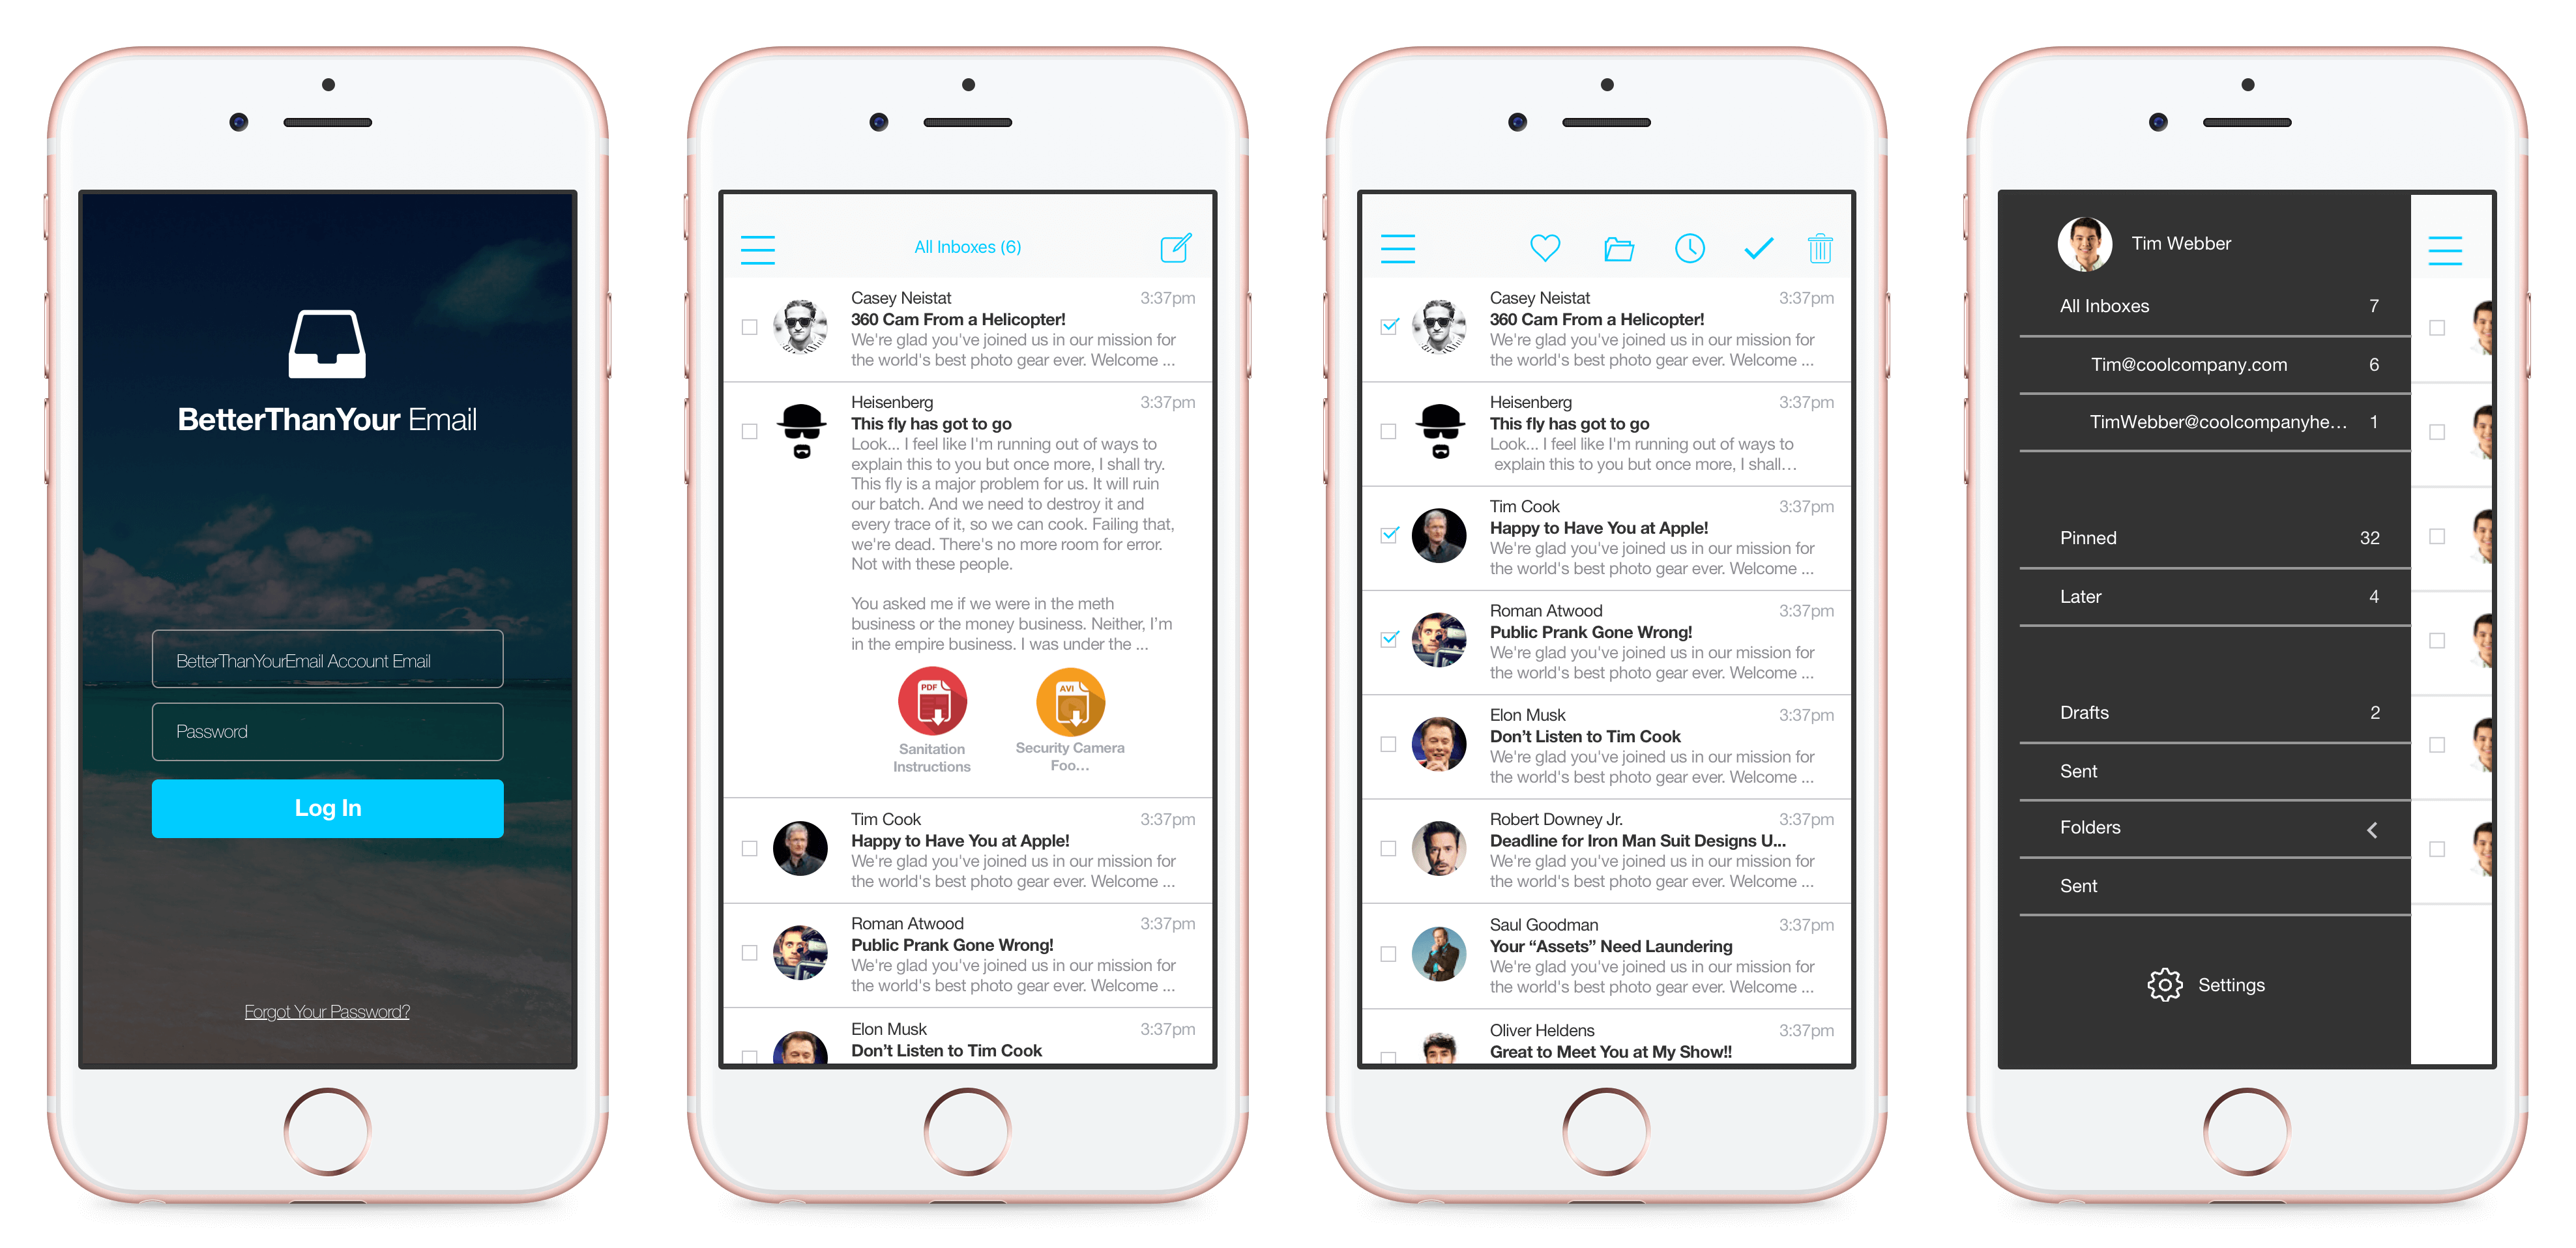 BetterThanYour Email
BetterThanYourEmail Account Email
Password
Log In
Forgot Your Password?
All Inboxes (6)
Casey Neistat 3:37pm
360 Cam From a Helicopter!
We're glad you've joined us in our mission for
the world's best photo gear ever. Welcome ...
Heisenberg 3:37pm
This fly has got to go
Look... I feel like I'm running out of ways to
explain this to you but once more, I shall try.
This fly is a major problem for us. It will ruin
our batch. And we need to destroy it and
every trace of it, so we can cook. Failing that,
we're dead. There's no more room for error.
Not with these people.
You asked me if we were in the meth
business or the money business. Neither, I'm
in the empire business. I was under the ...
PDF
AVI
Sanitation
Instructions
Security Camera
Foo...
Tim Cook 3:37pm
Happy to Have You at Apple!
We're glad you've joined us in our mission for
the world's best photo gear ever. Welcome ...
Roman Atwood 3:37pm
Public Prank Gone Wrong!
We're glad you've joined us in our mission for
the world's best photo gear ever. Welcome ...
Elon Musk 3:37pm
Don't Listen to Tim Cook
Casey Neistat 3:37pm
360 Cam From a Helicopter!
We're glad you've joined us in our mission for
the world's best photo gear ever. Welcome ...
Heisenberg 3:37pm
This fly has got to go
Look... I feel like I'm running out of ways to
explain this to you but once more, I shall...
Tim Cook 3:37pm
Happy to Have You at Apple!
We're glad you've joined us in our mission for
the world's best photo gear ever. Welcome ...
Roman Atwood 3:37pm
Public Prank Gone Wrong!
We're glad you've joined us in our mission for
the world's best photo gear ever. Welcome ...
Elon Musk 3:37pm
Don't Listen to Tim Cook
We're glad you've joined us in our mission for
the world's best photo gear ever. Welcome ...
Robert Downey Jr. 3:37pm
Deadline for Iron Man Suit Designs U...
We're glad you've joined us in our mission for
the world's best photo gear ever. Welcome ...
Saul Goodman 3:37pm
Your “Assets” Need Laundering
We're glad you've joined us in our mission for
the world's best photo gear ever. Welcome ...
Oliver Heldens 3:37pm
Great to Meet You at My Show!!
Tim Webber
All Inboxes 7
Tim@coolcompany.com 6
TimWebber@coolcompanyhe... 1
Pinned 32
Later 4
Drafts 2
Sent
Folders
Sent
Settings